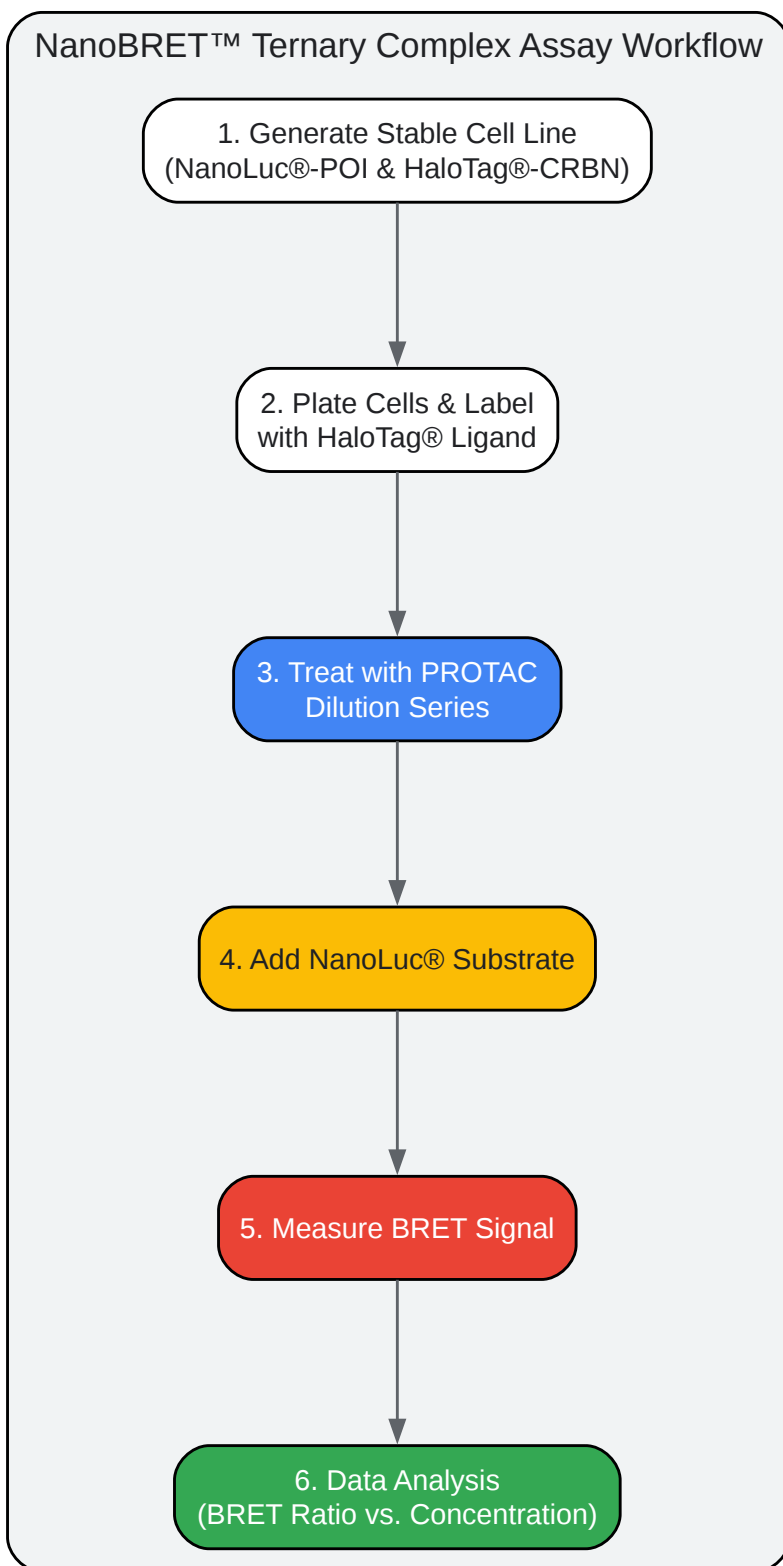 NanoBRET™ Ternary Complex Assay Workflow
1. Generate Stable Cell Line
(NanoLuc®-POI & HaloTag®-CRBN)
2. Plate Cells & Label
with HaloTag® Ligand
3. Treat with PROTAC
Dilution Series
4. Add NanoLuc® Substrate
5. Measure BRET Signal
6. Data Analysis
(BRET Ratio vs. Concentration)